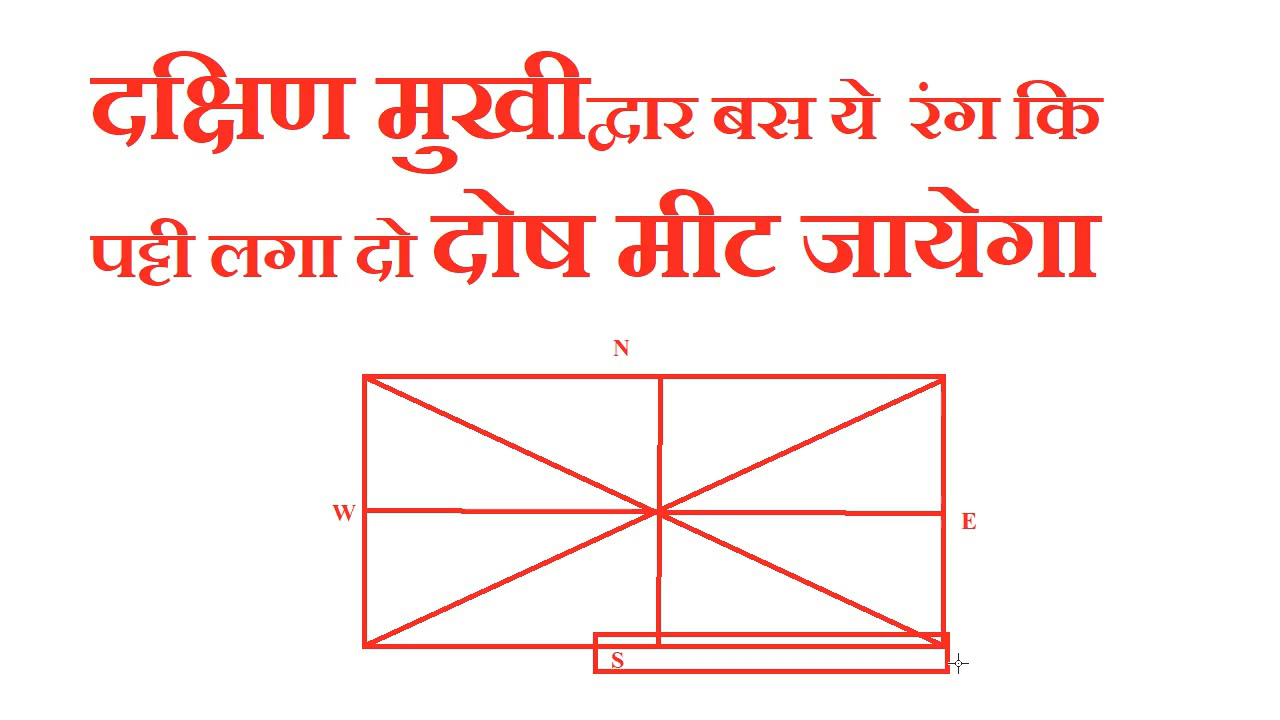 दक्षिण मुखीद्वार बस ये रंग कि
पट्टी लगा दो दोष मीट जायेगा
N
W
E
S